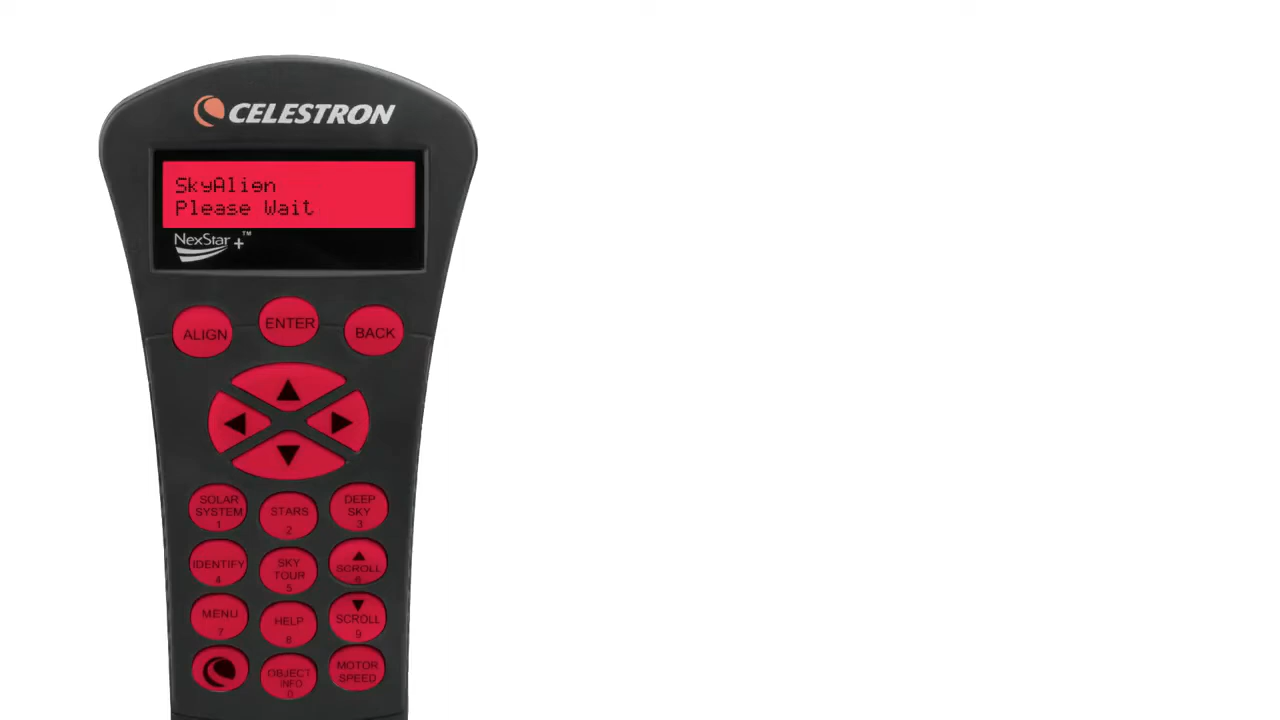 CELESTRON
SkyAlign
Please Wait
NexStar +™
ALIGN
ENTER
BACK
SOLAR
SYSTEM
1
STARS
2
DEEP
SKY
3
IDENTIFY
4
SKY
TOUR
5
SCROLL
6
MENU
7
HELP
8
SCROLL
9
OBJECT
INFO
0
MOTOR
SPEED